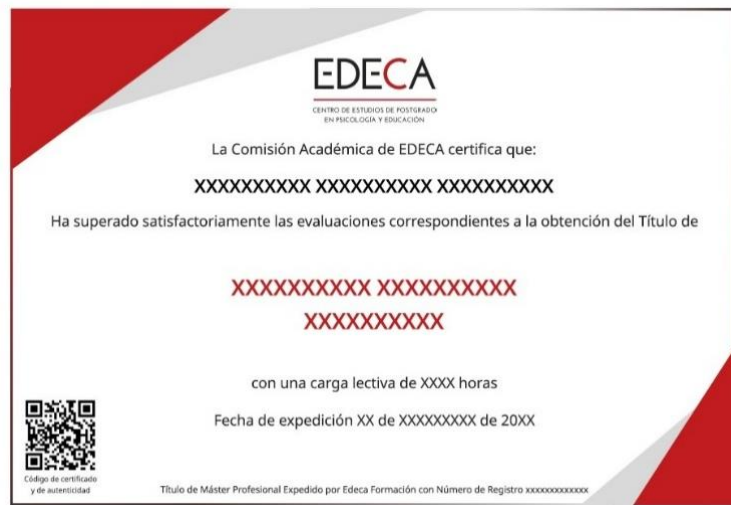 EDECA
CENTRO DE ESTUDIOS DE POSTGRADO
EN PSICOLOGÍA Y EDUCACIÓN
La Comisión Académica de EDECA certifica que:
XXXXXXXXXX XXXXXXXXXX XXXXXXXXXX
Ha superado satisfactoriamente las evaluaciones correspondientes a la obtención del Título de
XXXXXXXXXX XXXXXXXXXX
XXXXXXXXXX
con una carga lectiva de XXXX horas
Fecha de expedición XX de XXXXXXXXX de 20XX
Código de certificado
y de autenticidad
Título de Máster Profesional Expedido por Edeca Formación con Número de Registro xxxxxxxxxxxxx